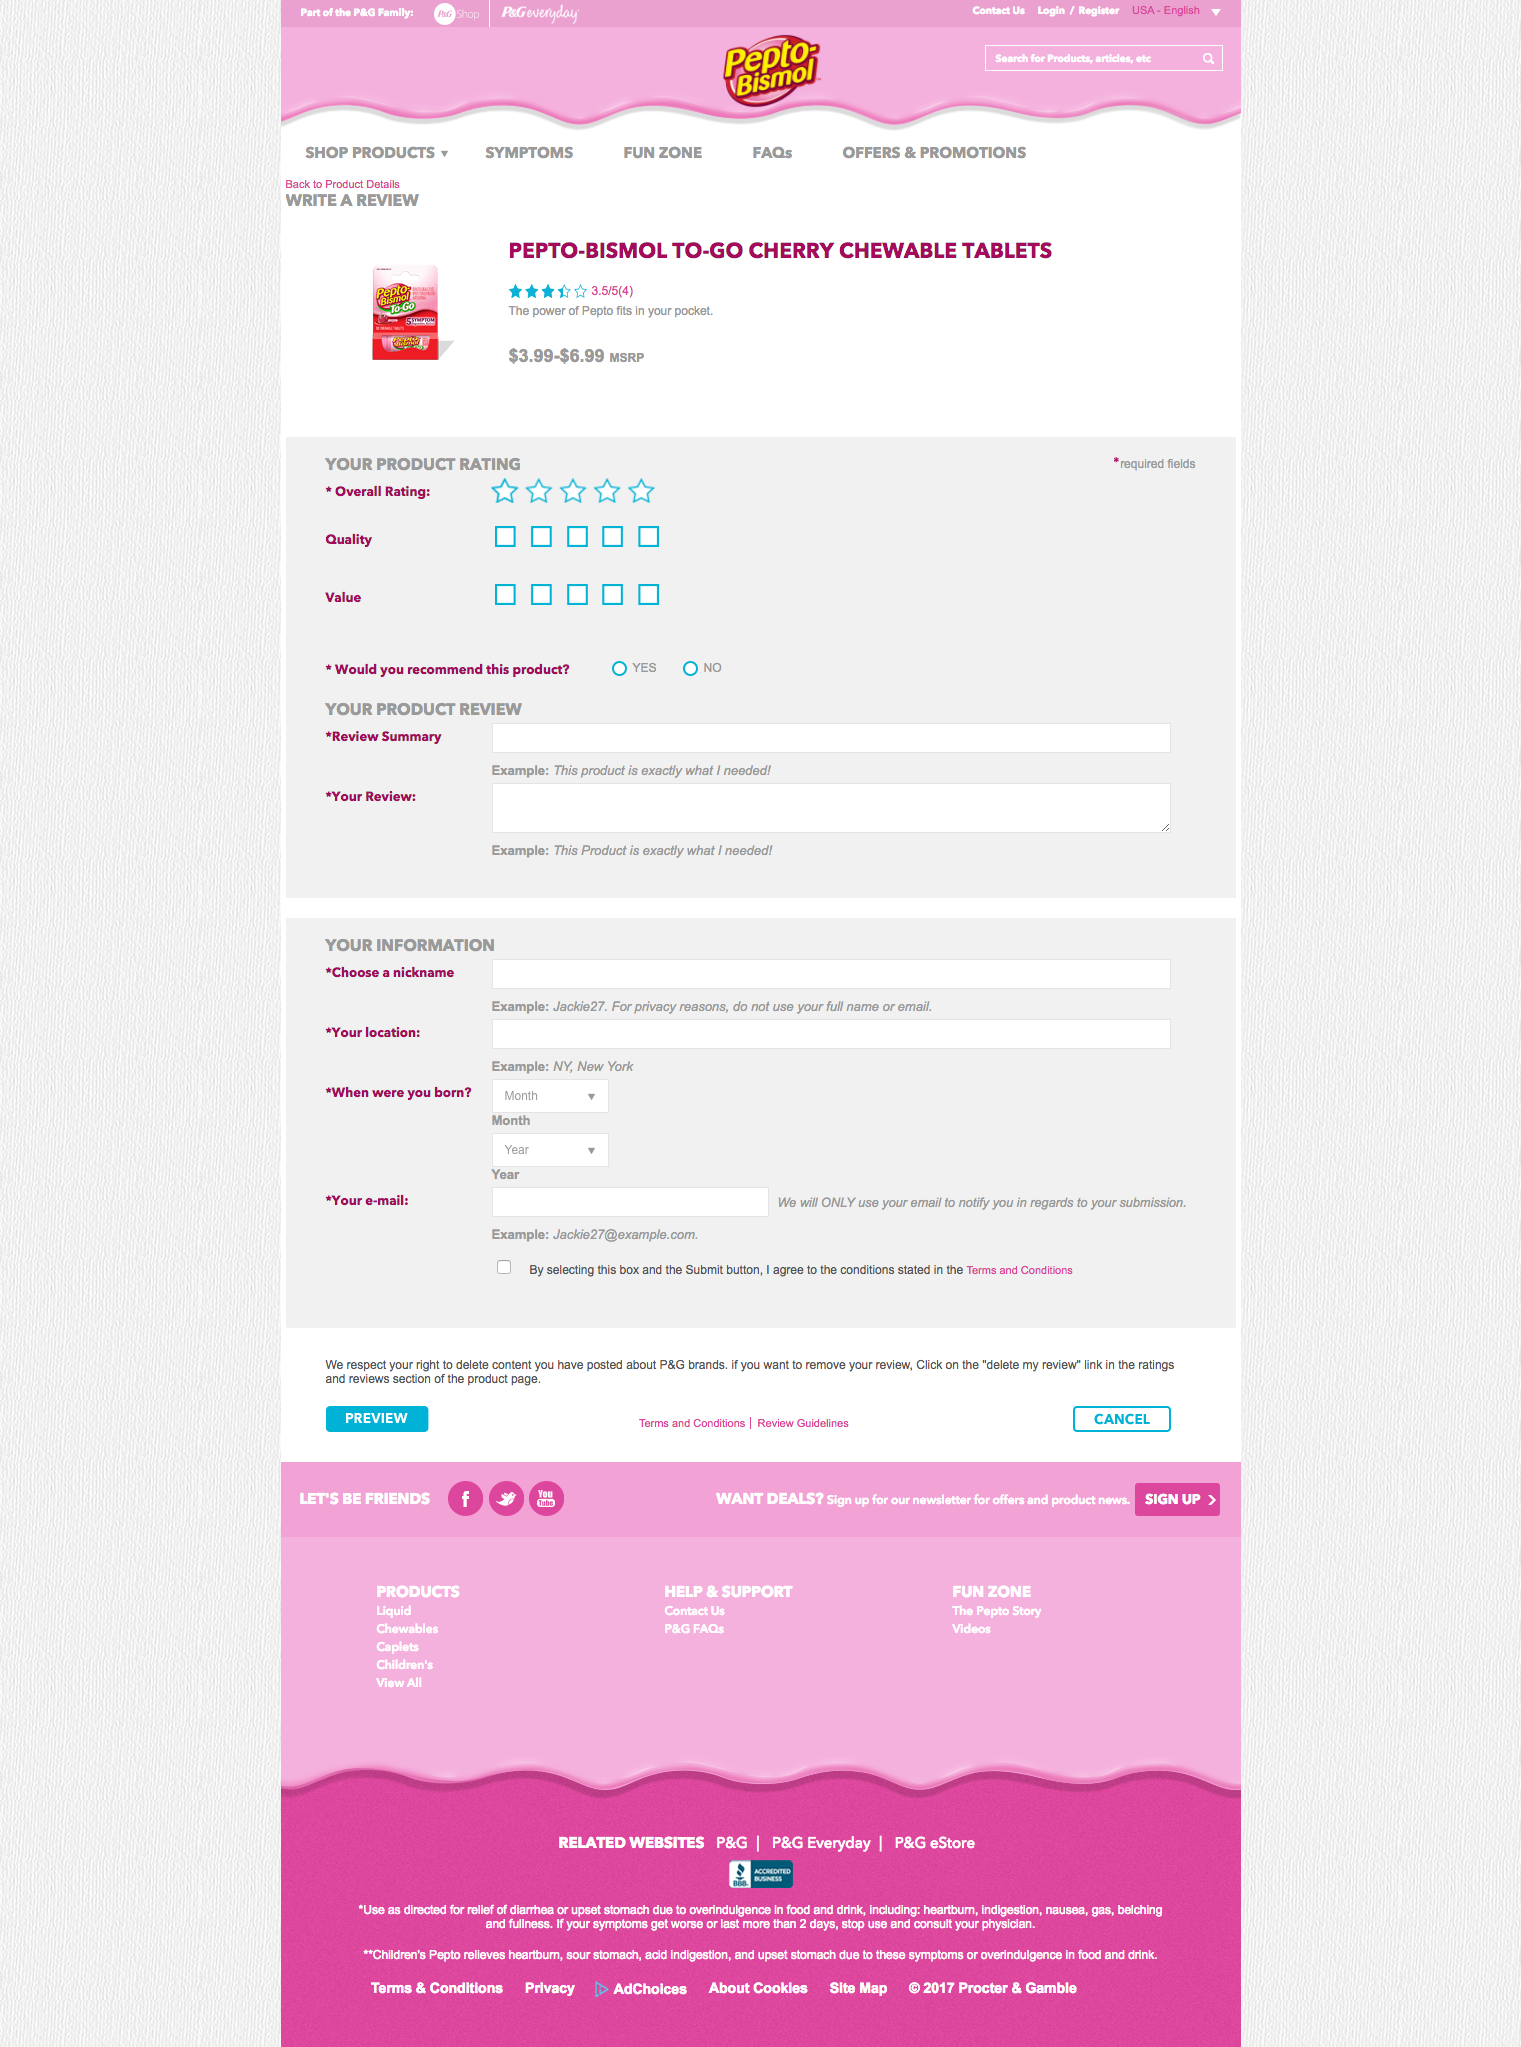 Part of the P&G Family: P&G Shop P&G everyday Contact Us Login / Register USA - English
Pepto-
Bismol
Search for Products, articles, etc
SHOP PRODUCTS ▼ SYMPTOMS FUN ZONE FAQs OFFERS & PROMOTIONS
Back to Product Details
WRITE A REVIEW
PEPTO-BISMOL TO-GO CHERRY CHEWABLE TABLETS
3.5/5(4)
The power of Pepto fits in your pocket.
$3.99-$6.99 MSRP
Pepto-
Bismol
To-Go
5 SYMPTOM
Pepto-
Bismol
YOUR PRODUCT RATING
*required fields
* Overall Rating:
Quality
Value
* Would you recommend this product? YES NO
YOUR PRODUCT REVIEW
*Review Summary
Example: This product is exactly what I needed!
*Your Review:
Example: This Product is exactly what I needed!
YOUR INFORMATION
*Choose a nickname
Example: Jackie27. For privacy reasons, do not use your full name or email.
*Your location:
Example: NY, New York
*When were you born? Month ▼
Month
Year ▼
Year
*Your e-mail: We will ONLY use your email to notify you in regards to your submission.
Example: Jackie27@example.com.
By selecting this box and the Submit button, I agree to the conditions stated in the Terms and Conditions
We respect your right to delete content you have posted about P&G brands. if you want to remove your review, Click on the "delete my review" link in the ratings
and reviews section of the product page.
PREVIEW Terms and Conditions | Review Guidelines CANCEL
LET'S BE FRIENDS f You Tube WANT DEALS? Sign up for our newsletter for offers and product news. SIGN UP >
PRODUCTS
Liquid
Chewables
Caplets
Children's
View All
HELP & SUPPORT
Contact Us
P&G FAQs
FUN ZONE
The Pepto Story
Videos
RELATED WEBSITES P&G | P&G Everyday | P&G eStore
BBB. ACCREDITED BUSINESS
*Use as directed for relief of diarrhea or upset stomach due to overindulgence in food and drink, including: heartburn, indigestion, nausea, gas, belching
and fullness. If your symptoms get worse or last more than 2 days, stop use and consult your physician.
**Children's Pepto relieves heartburn, sour stomach, acid indigestion, and upset stomach due to these symptoms or overindulgence in food and drink.
Terms & Conditions Privacy AdChoices About Cookies Site Map © 2017 Procter & Gamble